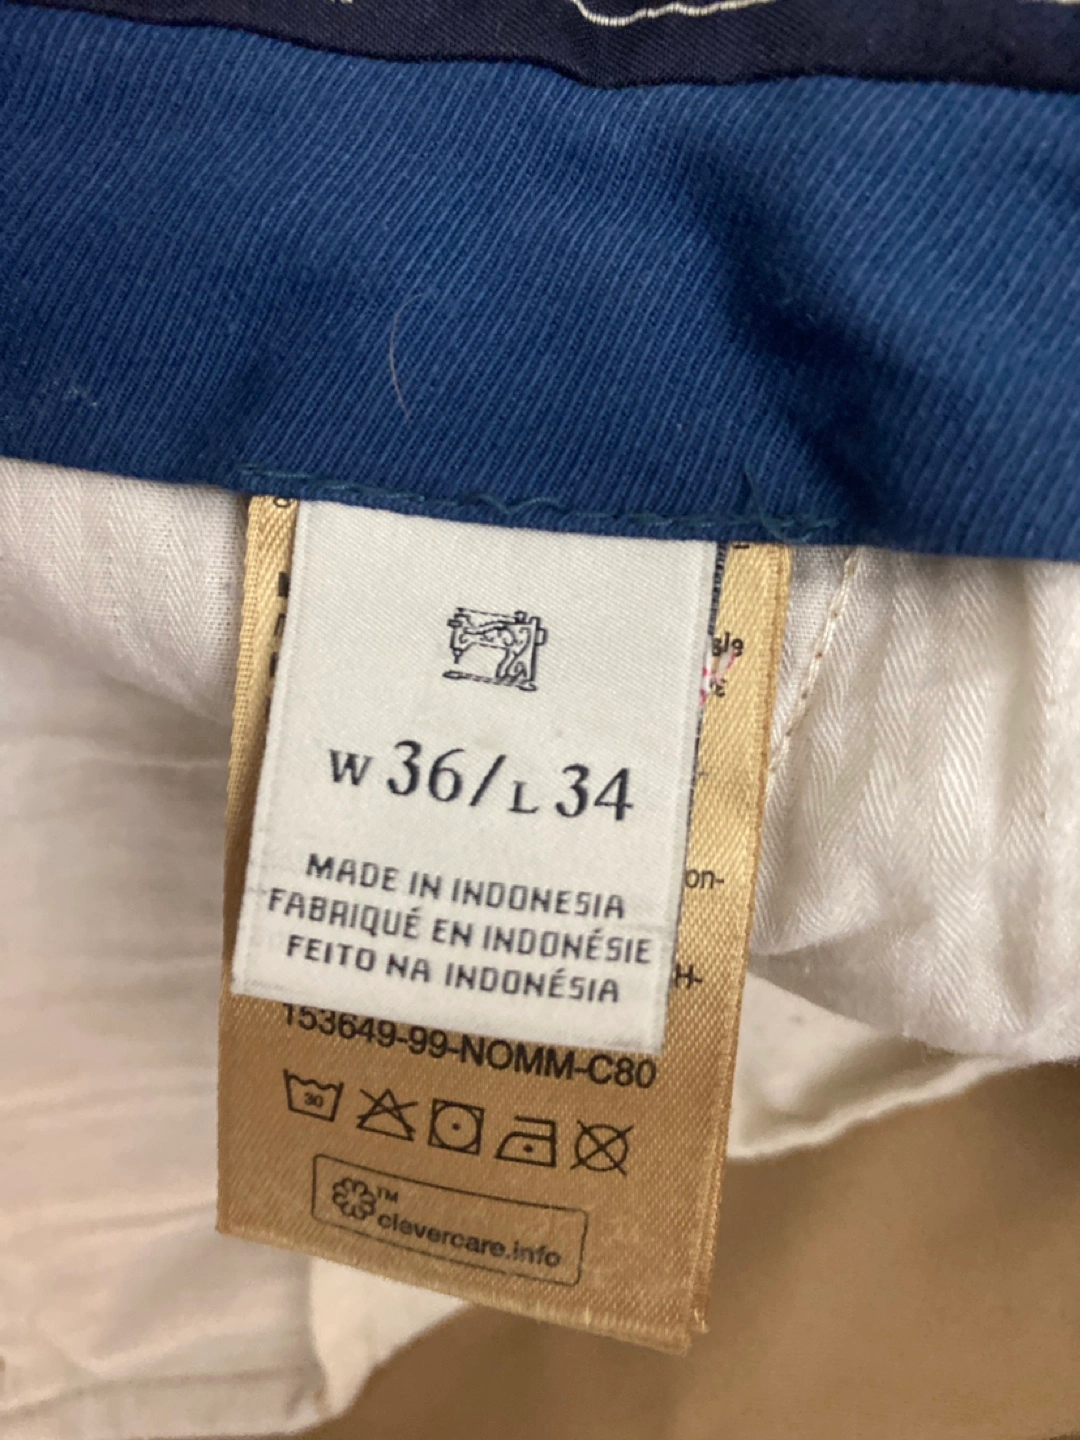 W 36/L 34
MADE IN INDONESIA
FABRIQUÉ EN INDONÉSIE
FEITO NA INDONÉSIA
on-
H-
153649-99-NOMM-C80
30
™
clevercare.info